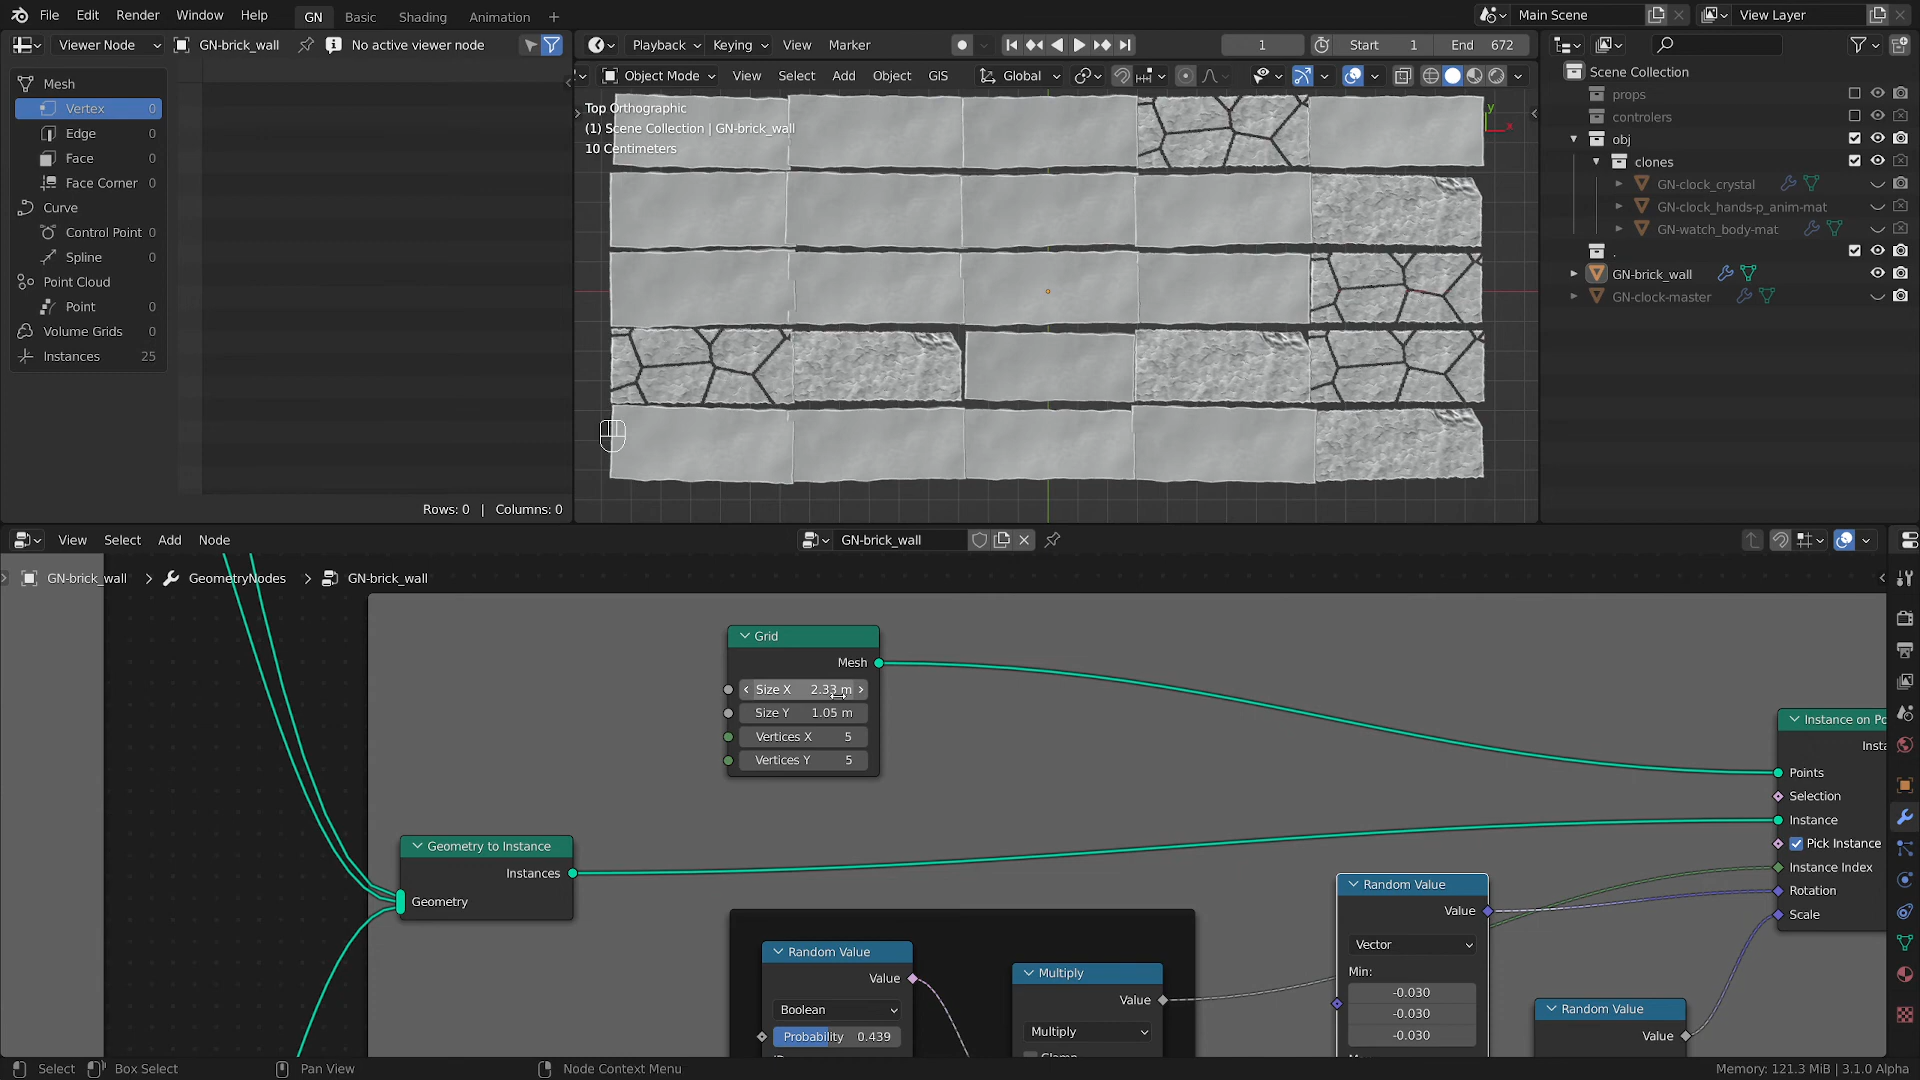 File Edit Render Window Help GN Basic Shading Animation + Main Scene View Layer
Viewer Node GN-brick_wall No active viewer node
Playback Keying View Marker 1 Start 1 End 672
Object Mode View Select Add Object GIS Global
Mesh
Vertex 0
Edge 0
Face 0
Face Corner 0
Curve
Control Point 0
Spline 0
Point Cloud
Point 0
Volume Grids 0
Instances 25
Rows: 0 | Columns: 0
Top Orthographic
(1) Scene Collection | GN-brick_wall
10 Centimeters
y
x
Scene Collection
props
controlers
obj
clones
GN-clock_crystal
GN-clock_hands-p_anim-mat
GN-watch_body-mat
.
GN-brick_wall
GN-clock-master
View Select Add Node GN-brick_wall
GN-brick_wall > GeometryNodes > GN-brick_wall
Grid
Mesh
Size X 2.33 m
Size Y 1.05 m
Vertices X 5
Vertices Y 5
Geometry to Instance
Instances
Geometry
Random Value
Value
Boolean
Probability 0.439
Multiply
Value
Multiply
Clamp
Random Value
Value
Vector
Min:
-0.030
-0.030
-0.030
Random Value
Value
Instance on Po
Insta
Points
Selection
Instance
Pick Instance
Instance Index
Rotation
Scale
Select Box Select Pan View Node Context Menu Memory: 121.3 MiB | 3.1.0 Alpha